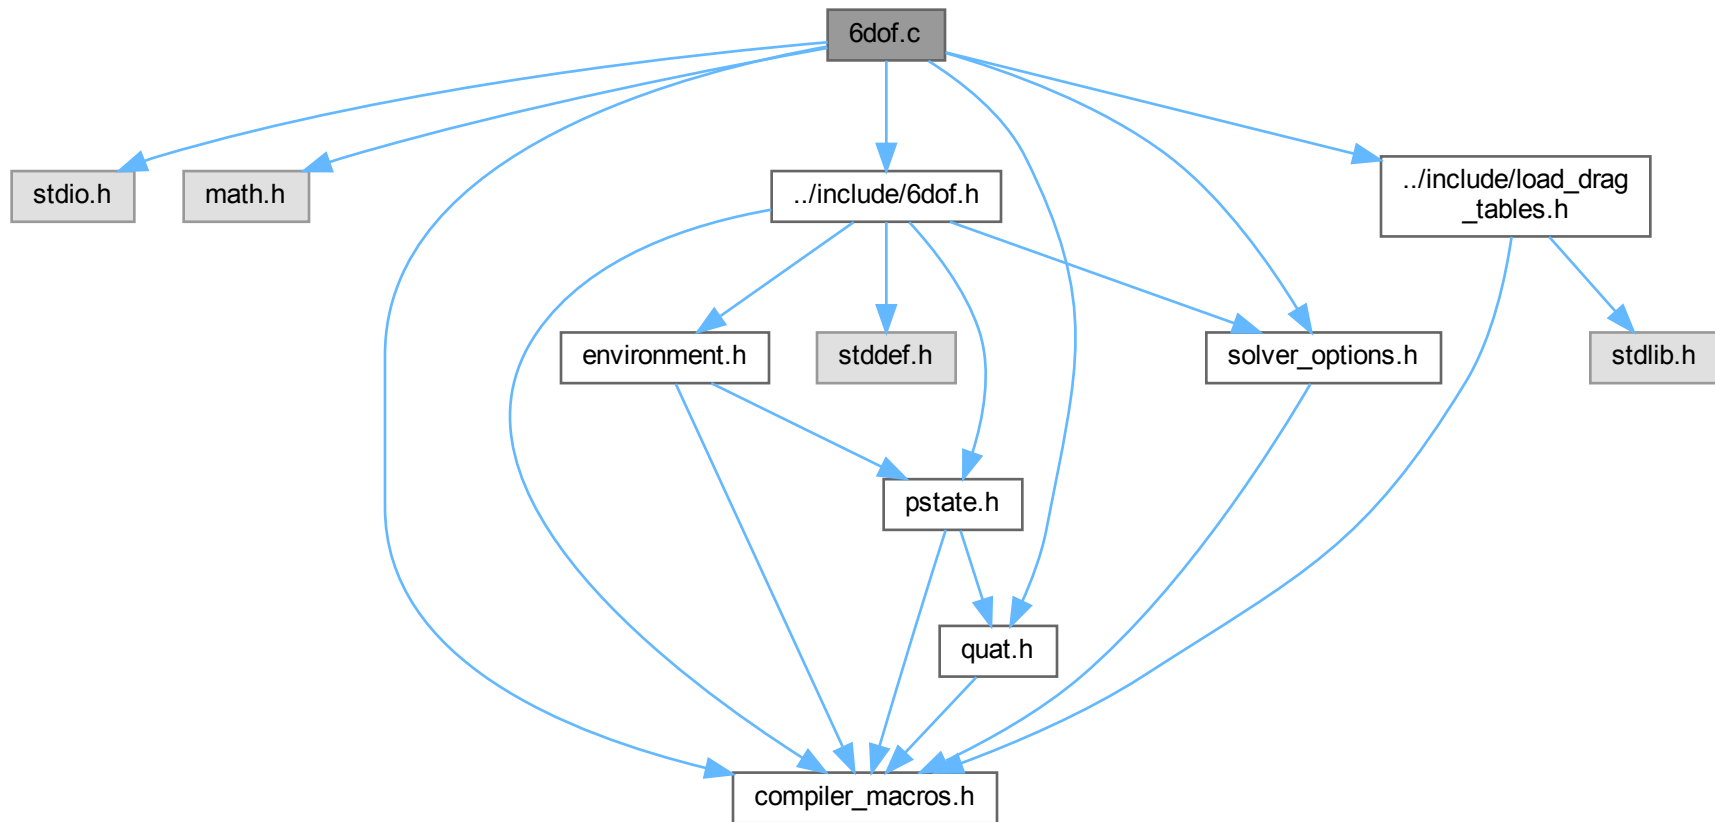 6dof.c
stdio.h
math.h
../include/6dof.h
../include/load_drag
_tables.h
environment.h
stddef.h
solver_options.h
stdlib.h
pstate.h
quat.h
compiler_macros.h